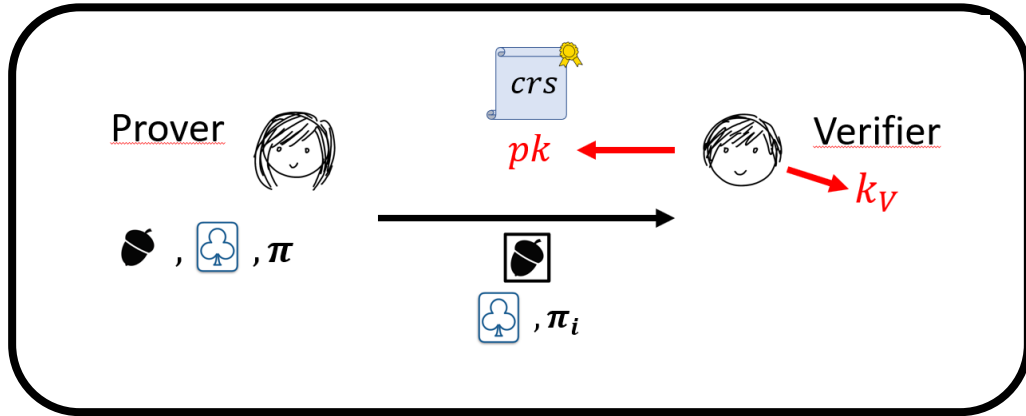 crs
Prover
pk
Verifier
k_V
, , π
, π_i